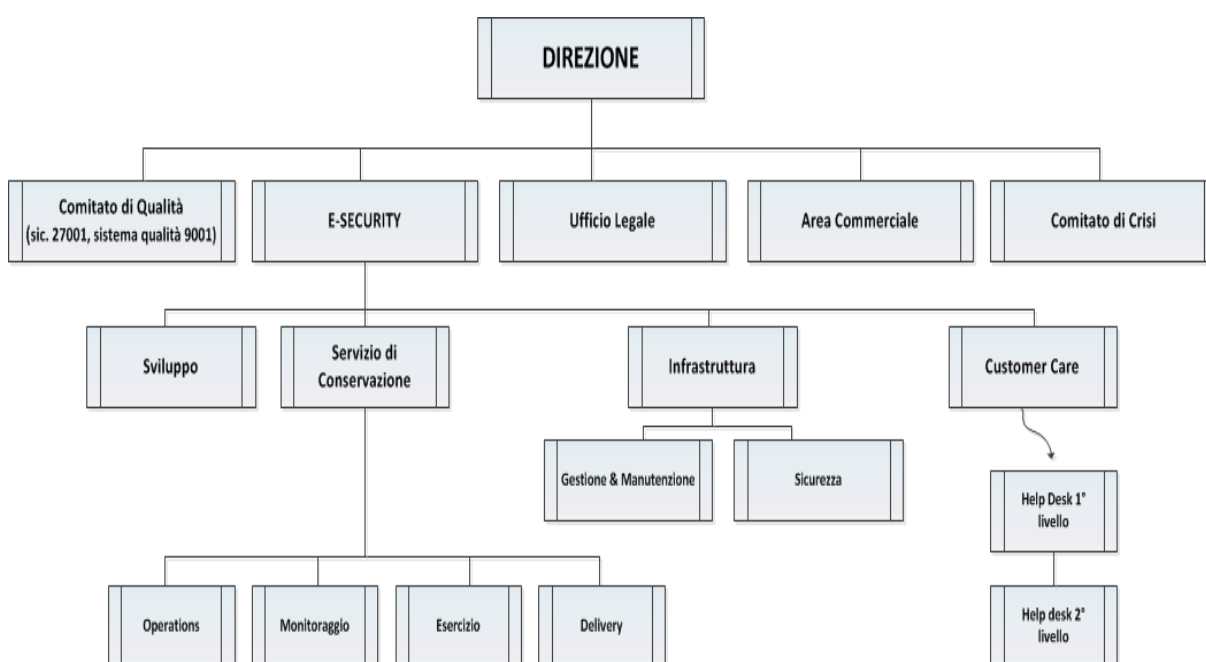 DIREZIONE
Comitato di Qualità
(sic. 27001, sistema qualità 9001)
E-SECURITY
Ufficio Legale
Area Commerciale
Comitato di Crisi
Sviluppo
Servizio di
Conservazione
Infrastruttura
Customer Care
Gestione & Manutenzione
Sicurezza
Help Desk 1°
livello
Operations
Monitoraggio
Esercizio
Delivery
Help desk 2°
livello